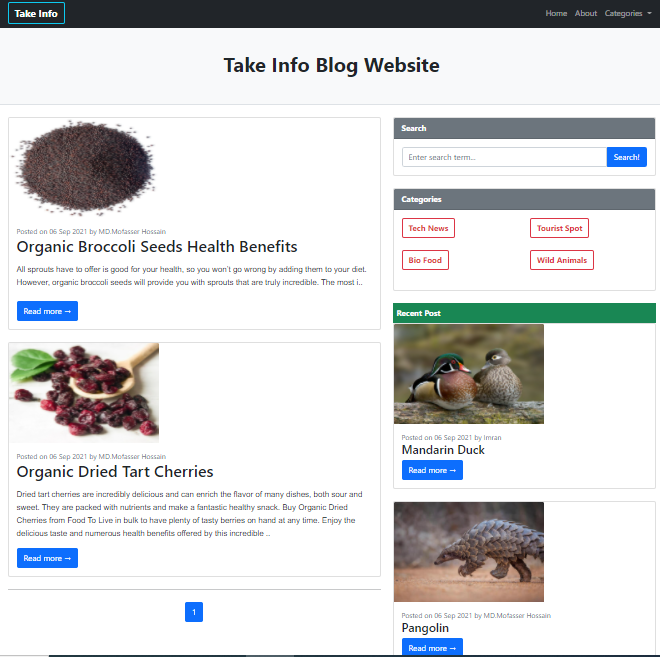 Take Info
Home About Categories
Take Info Blog Website
Posted on 06 Sep 2021 by MD.Mofasser Hossain
Organic Broccoli Seeds Health Benefits
All sprouts have to offer is good for your health, so you won't go wrong by adding them to your diet.
However, organic broccoli seeds will provide you with sprouts that are truly incredible. The most i..
Read more →
Posted on 06 Sep 2021 by MD.Mofasser Hossain
Organic Dried Tart Cherries
Dried tart cherries are incredibly delicious and can enrich the flavor of many dishes, both sour and
sweet. They are packed with nutrients and make a fantastic healthy snack. Buy Organic Dried
Cherries from Food To Live in bulk to have plenty of tasty berries on hand at any time. Enjoy the
delicious taste and numerous health benefits offered by this incredible ..
Read more →
1
Search
Enter search term... Search!
Categories
Tech News Tourist Spot
Bio Food Wild Animals
Recent Post
Posted on 06 Sep 2021 by Imran
Mandarin Duck
Read more →
Posted on 06 Sep 2021 by MD.Mofasser Hossain
Pangolin
Read more →